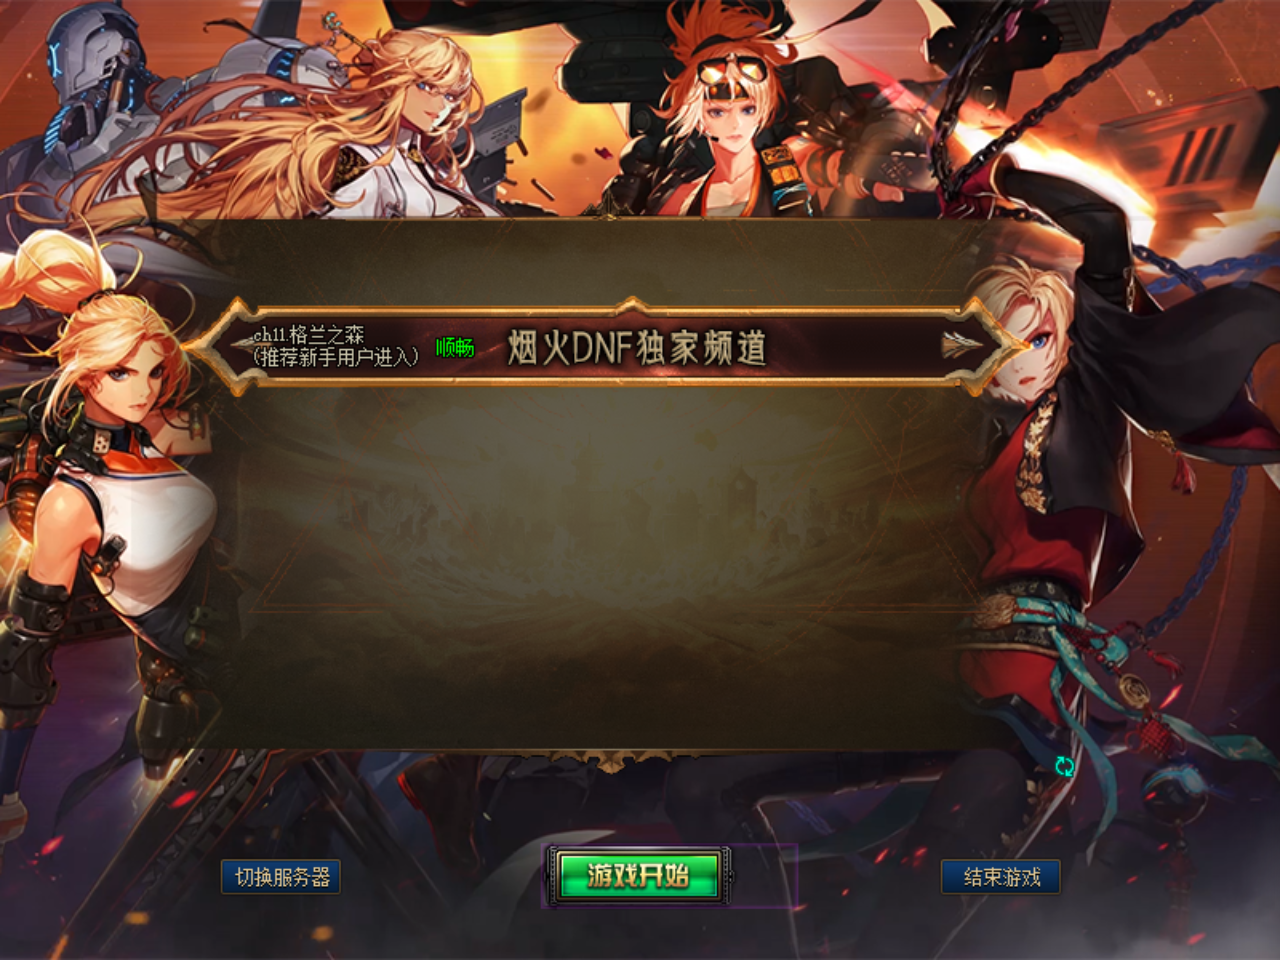 ch11.格兰之森
(推荐新手用户进入)
顺畅
烟火DNF独家频道
切换服务器
游戏开始
结束游戏